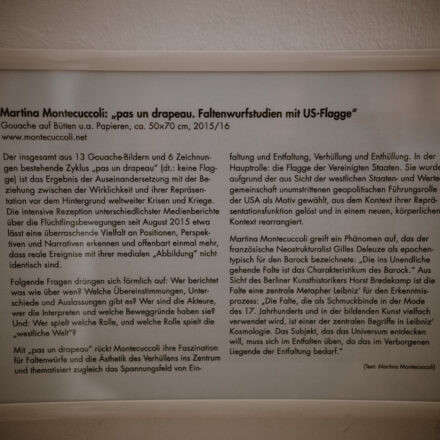 Martina Montecuccoli: „pas un drapeau. Faltenwurfstudien mit US-Flagge"
Gouache auf Bütten u.a. Papieren, ca. 50x70 cm, 2015/16
www.montecuccoli.net
Der insgesamt aus 13 Gouache-Bildern und 6 Zeichnun-
gen bestehende Zyklus „pas un drapeau" (dt.: keine Flag-
ge) ist das Ergebnis der Auseinandersetzung mit der Be-
ziehung zwischen der Wirklichkeit und ihrer Repräsen-
tation vor dem Hintergrund weltweiter Krisen und Kriege.
Die intensive Rezeption unterschiedlichster Medienberichte
über die Flüchtlingsbewegungen seit August 2015 etwa
lässt eine überraschende Vielfalt an Positionen, Perspek-
tiven und Narrativen erkennen und offenbart einmal mehr,
dass reale Ereignise mit ihrer medialen „Abbildung" nicht
identisch sind.
Folgende Fragen drängen sich förmlich auf: Wer berichtet
was wie über wen? Welche Übereinstimmungen, Unter-
schiede und Auslassungen gibt es? Wer sind die Akteure,
wer die Interpreten und welche Beweggründe haben sie?
Und: Wer spielt welche Rolle, und welche Rolle spielt die
„westliche Welt"?
Mit „pas un drapeau" rückt Montecuccoli ihre Faszination
für Faltenwürfe und die Ästhetik des Verhüllens ins Zentrum
und thematisiert zugleich das Spannungsfeld von Ein-
faltung und Entfaltung, Verhüllung und Enthüllung. In der
Hauptrolle: die Flagge der Vereinigten Staaten. Sie wurde
aufgrund der aus Sicht der westlichen Staaten- und Werte-
gemeinschaft unumstrittenen geopolitischen Führungsrolle
der USA als Motiv gewählt, aus dem Kontext ihrer Reprä-
sentationsfunktion gelöst und in einem neuen, körperlichen
Kontext rearrangiert.
Martina Montecuccoli greift ein Phänomen auf, das der
französische Neostrukturalist Gilles Deleuze als epochen-
typisch für den Barock bezeichnete: „Die ins Unendliche
gehende Falte ist das Charakteristikum des Barock." Aus
Sicht des Berliner Kunsthistorikers Horst Bredekamp ist die
Falte eine zentrale Metapher Leibniz' für den Erkenntnis-
prozess: „Die Falte, die als Schmuckbinde in der Mode
des 17. Jahrhunderts und in der bildenden Kunst vielfach
verwendet wird, ist einer der zentralen Begriffe in Leibniz'
Kosmologie. Das Subjekt, das das Universum entdecken
will, muss sich im Entfalten üben, da das im Verborgenen
Liegende der Entfaltung bedarf."
(Text: Martina Montecuccoli)